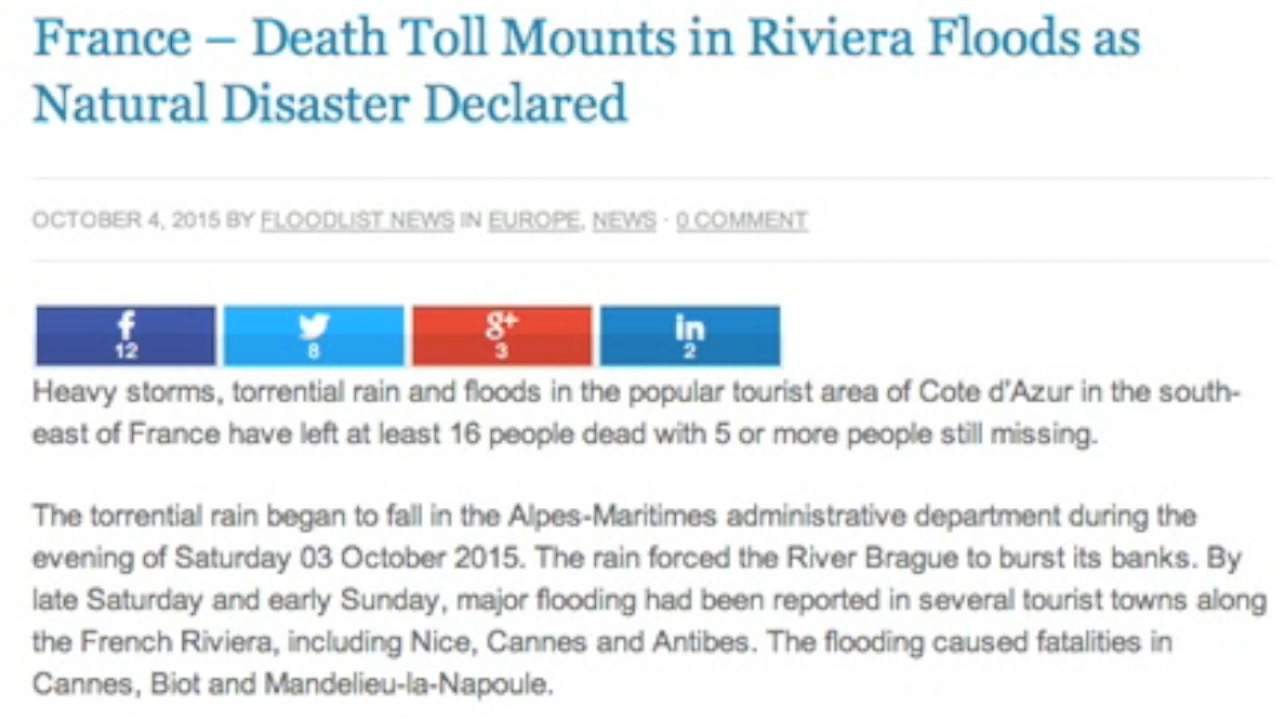 France – Death Toll Mounts in Riviera Floods as
Natural Disaster Declared
OCTOBER 4, 2015 BY FLOODLIST NEWS IN EUROPE, NEWS · 0 COMMENT
f 8+ in
12 8 3 2
Heavy storms, torrential rain and floods in the popular tourist area of Cote d'Azur in the south-
east of France have left at least 16 people dead with 5 or more people still missing.
The torrential rain began to fall in the Alpes-Maritimes administrative department during the
evening of Saturday 03 October 2015. The rain forced the River Brague to burst its banks. By
late Saturday and early Sunday, major flooding had been reported in several tourist towns along
the French Riviera, including Nice, Cannes and Antibes. The flooding caused fatalities in
Cannes, Biot and Mandelieu-la-Napoule.